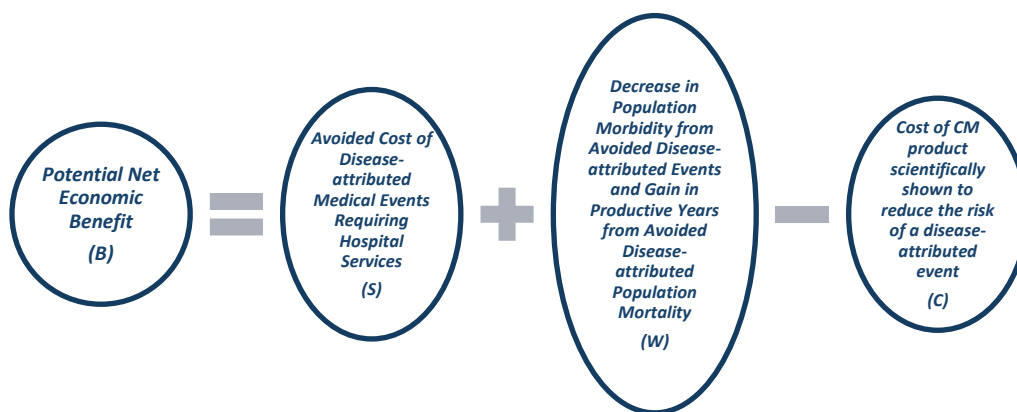 Potential Net
Economic
Benefit
(B)
Avoided Cost of
Disease-
attributed
Medical Events
Requiring
Hospital
Services
(S)
Decrease in
Population
Morbidity from
Avoided Disease-
attributed Events
and Gain in
Productive Years
from Avoided
Disease-
attributed
Population
Mortality
(W)
Cost of CM
product
scientifically
shown to
reduce the risk
of a disease-
attributed
event
(C)